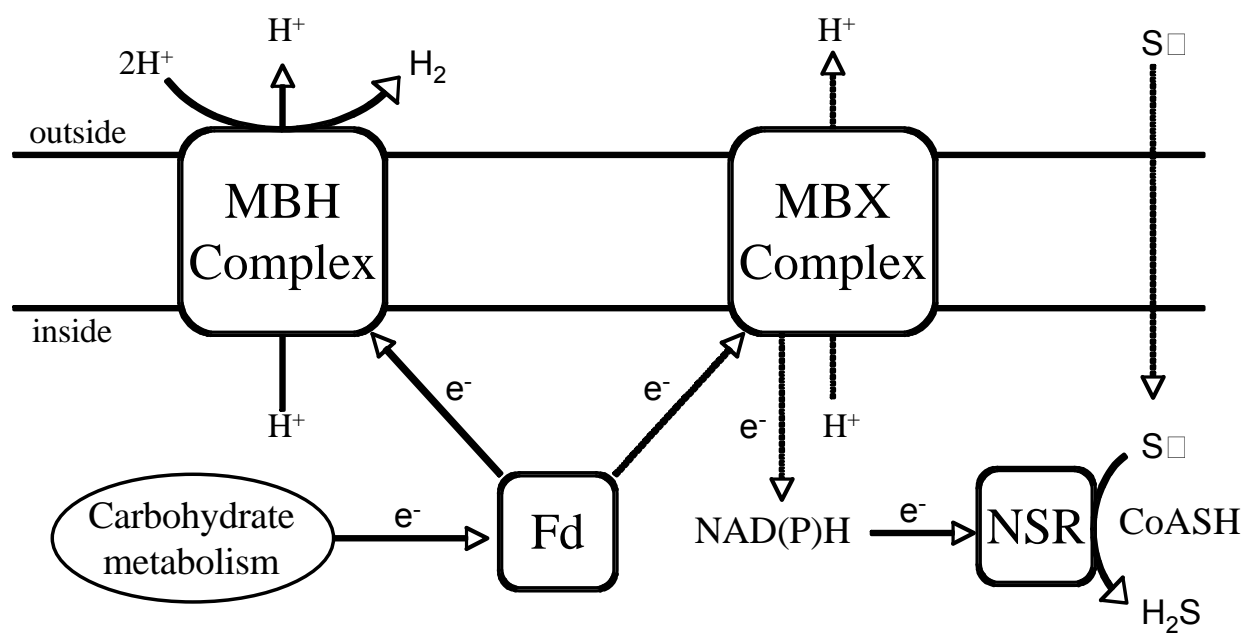 H⁺
H⁺
S□
2H⁺
H₂
outside
MBH
Complex
MBX
Complex
inside
e⁻
e⁻
H⁺
e⁻
H⁺
S□
Carbohydrate
metabolism
e⁻
Fd
NAD(P)H
e⁻
NSR
CoASH
H₂S